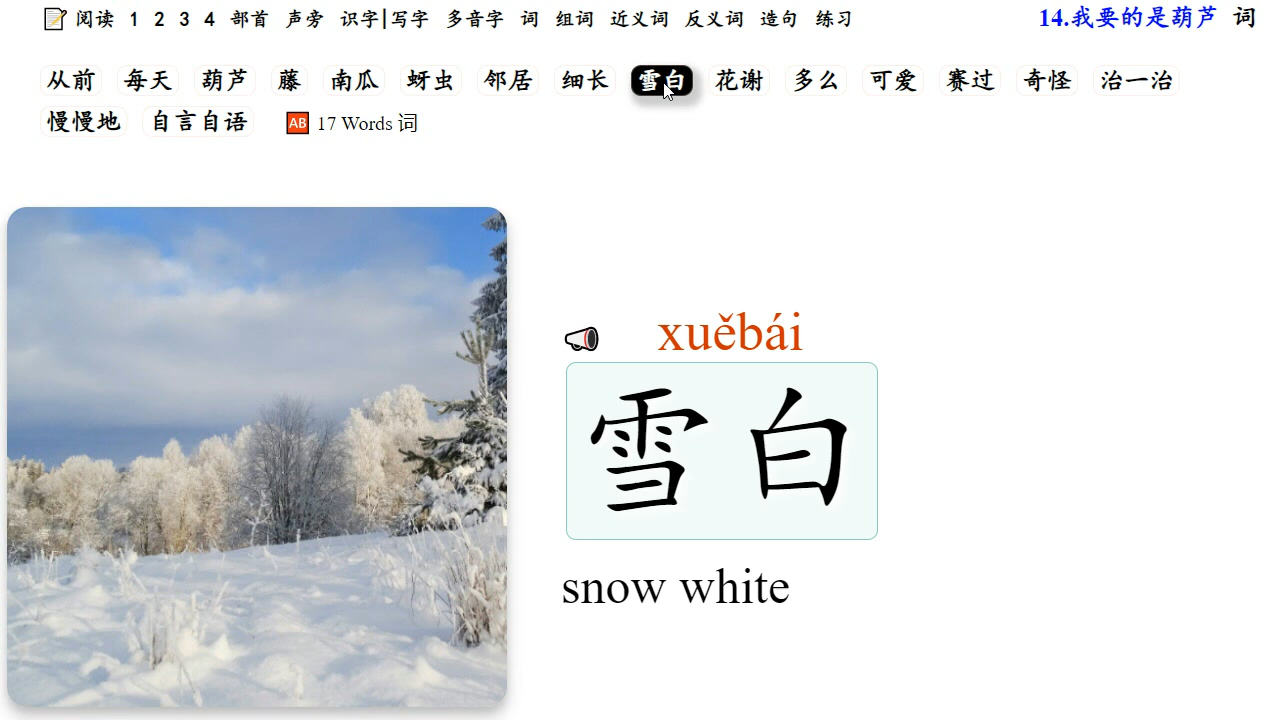 阅读 1 2 3 4 部首 声旁 识字|写字 多音字 词 组词 近义词 反义词 造句 练习 14.我要的是葫芦 词
从前 每天 葫芦 藤 南瓜 蚜虫 邻居 细长 雪白 花谢 多么 可爱 赛过 奇怪 治一治
慢慢地 自言自语 AB 17 Words 词
xuěbái
雪白
snow white